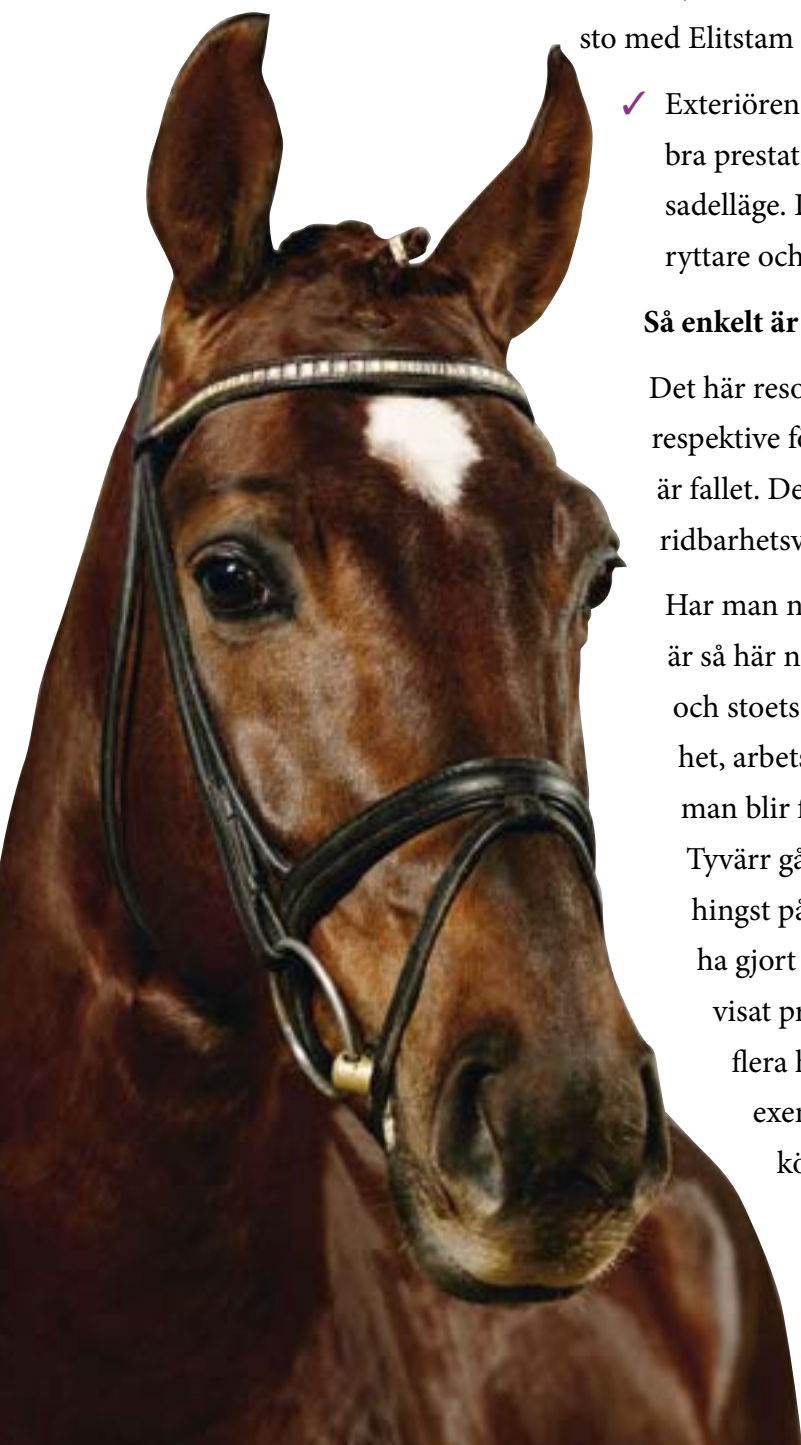 sto med Elitstam
✓ Exteriören
bra prestat
sadelläge.
ryttare och
Så enkelt är
Det här reso
respektive fö
är fallet. De
ridbarhetsv
Har man n
är så här n
och stoets
het, arbets
man blir f
Tyvärr gå
hingst på
ha gjort
visat pr
flera h
exem
kö